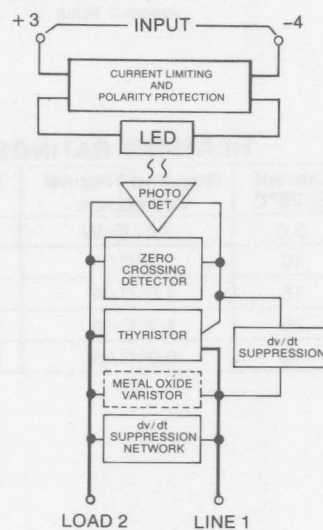 +3 INPUT -4
CURRENT LIMITING
AND
POLARITY PROTECTION
LED
PHOTO
DET
ZERO
CROSSING
DETECTOR
THYRISTOR
dv/dt
SUPPRESSION
METAL OXIDE
VARISTOR
dv/dt
SUPPRESSION
NETWORK
LOAD 2 LINE 1